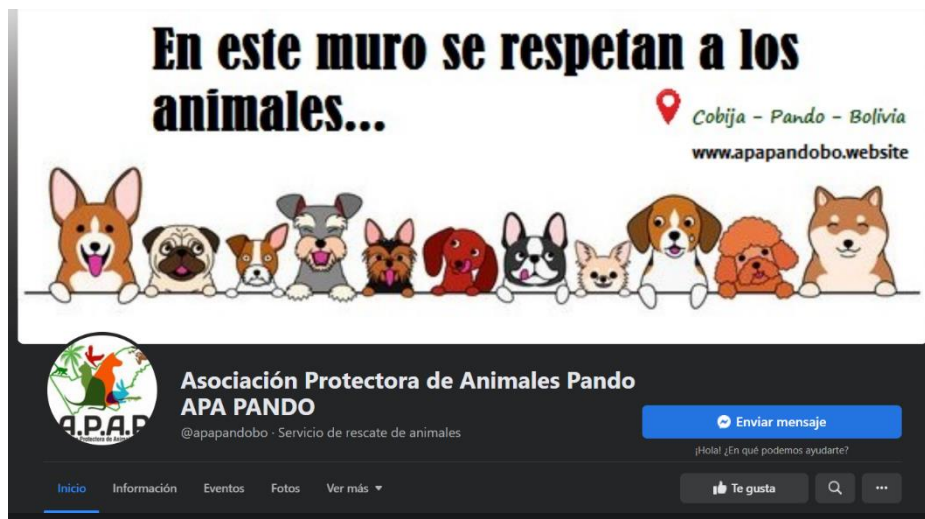 En este muro se respetan a los
animales...
Cobija - Pando - Bolivia
www.apapandobo.website
A.P.A.P
Asociación Protectora de Animales Pando
APA PANDO
@apapandobo · Servicio de rescate de animales
Enviar mensaje
¡Hola! ¿En qué podemos ayudarte?
Inicio Información Eventos Fotos Ver más
Te gusta